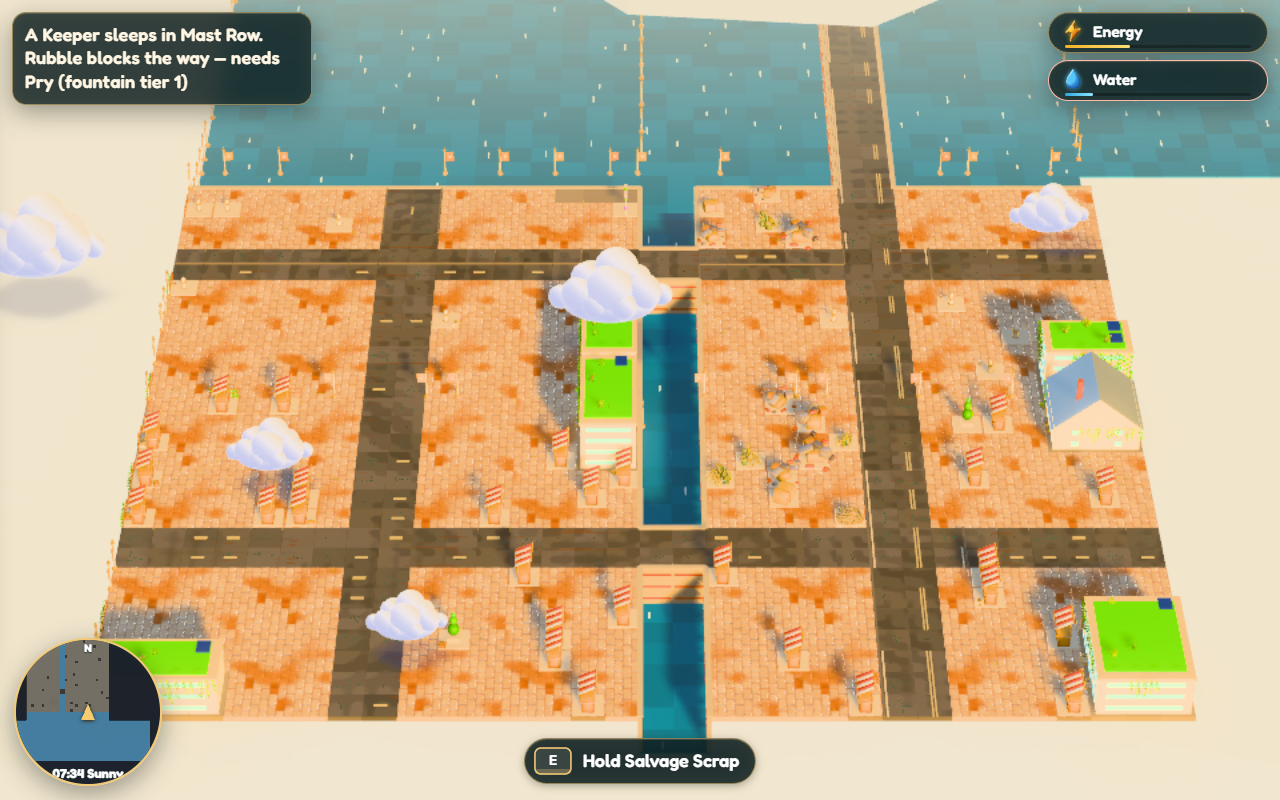 A Keeper sleeps in Mast Row.
Rubble blocks the way — needs
Pry (fountain tier 1)
Energy
Water
N
07:34 Sunny
E Hold Salvage Scrap